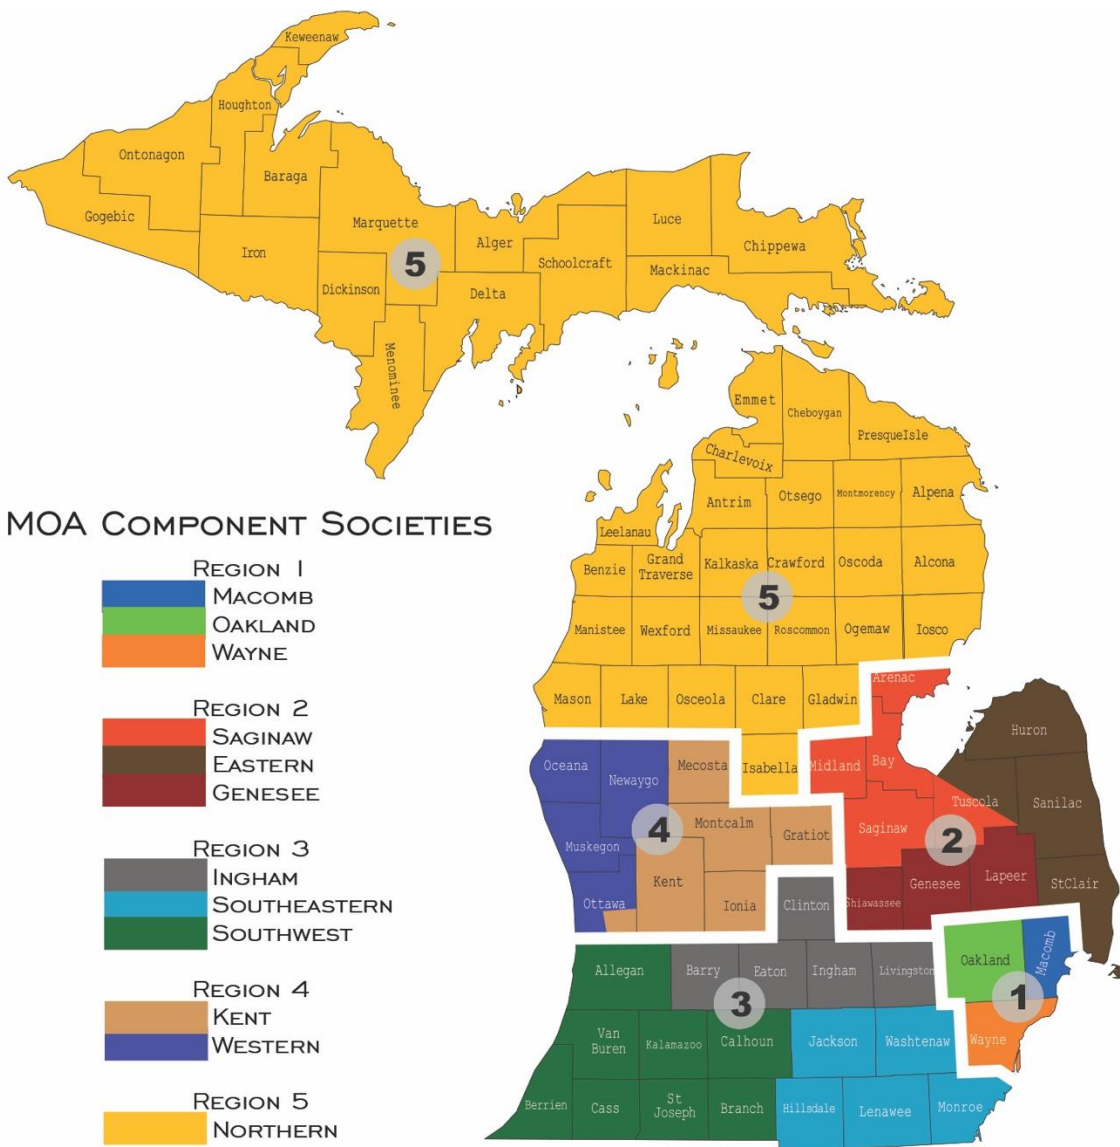 Keweenaw
Houghton
Ontonagon
Baraga
Gogebic
Marquette
Luce
Alger
Chippewa
Iron
Schoolcraft
5
Mackinac
Dickinson
Delta
Menominee
Emmet
Cheboygan
PresqueIsle
Charlevoix
Antrim
Otsego
Montmorency
Alpena
Leelanau
Benzie
Grand
Traverse
Kalkaska
Crawford
Oscoda
Alcona
5
Manistee
Wexford
Missaukee
Roscommon
Ogemaw
Iosco
Mason
Lake
Osceola
Clare
Gladwin
Arenac
Huron
Oceana
Newaygo
Mecosta
Isabella
Midland
Bay
Tuscola
Sanilac
4
Montcalm
Gratiot
Saginaw
2
Muskegon
Kent
Genesee
Lapeer
StClair
Ottawa
Ionia
Clinton
Shiawassee
Oakland
Macomb
Allegan
Barry
Eaton
Ingham
Livingston
3
1
Van
Buren
Kalamazoo
Calhoun
Jackson
Washtenaw
Wayne
Berrien
Cass
St
Joseph
Branch
Hillsdale
Lenawee
Monroe
MOA COMPONENT SOCIETIES
REGION 1
MACOMB
OAKLAND
WAYNE
REGION 2
SAGINAW
EASTERN
GENESEE
REGION 3
INGHAM
SOUTHEASTERN
SOUTHWEST
REGION 4
KENT
WESTERN
REGION 5
NORTHERN